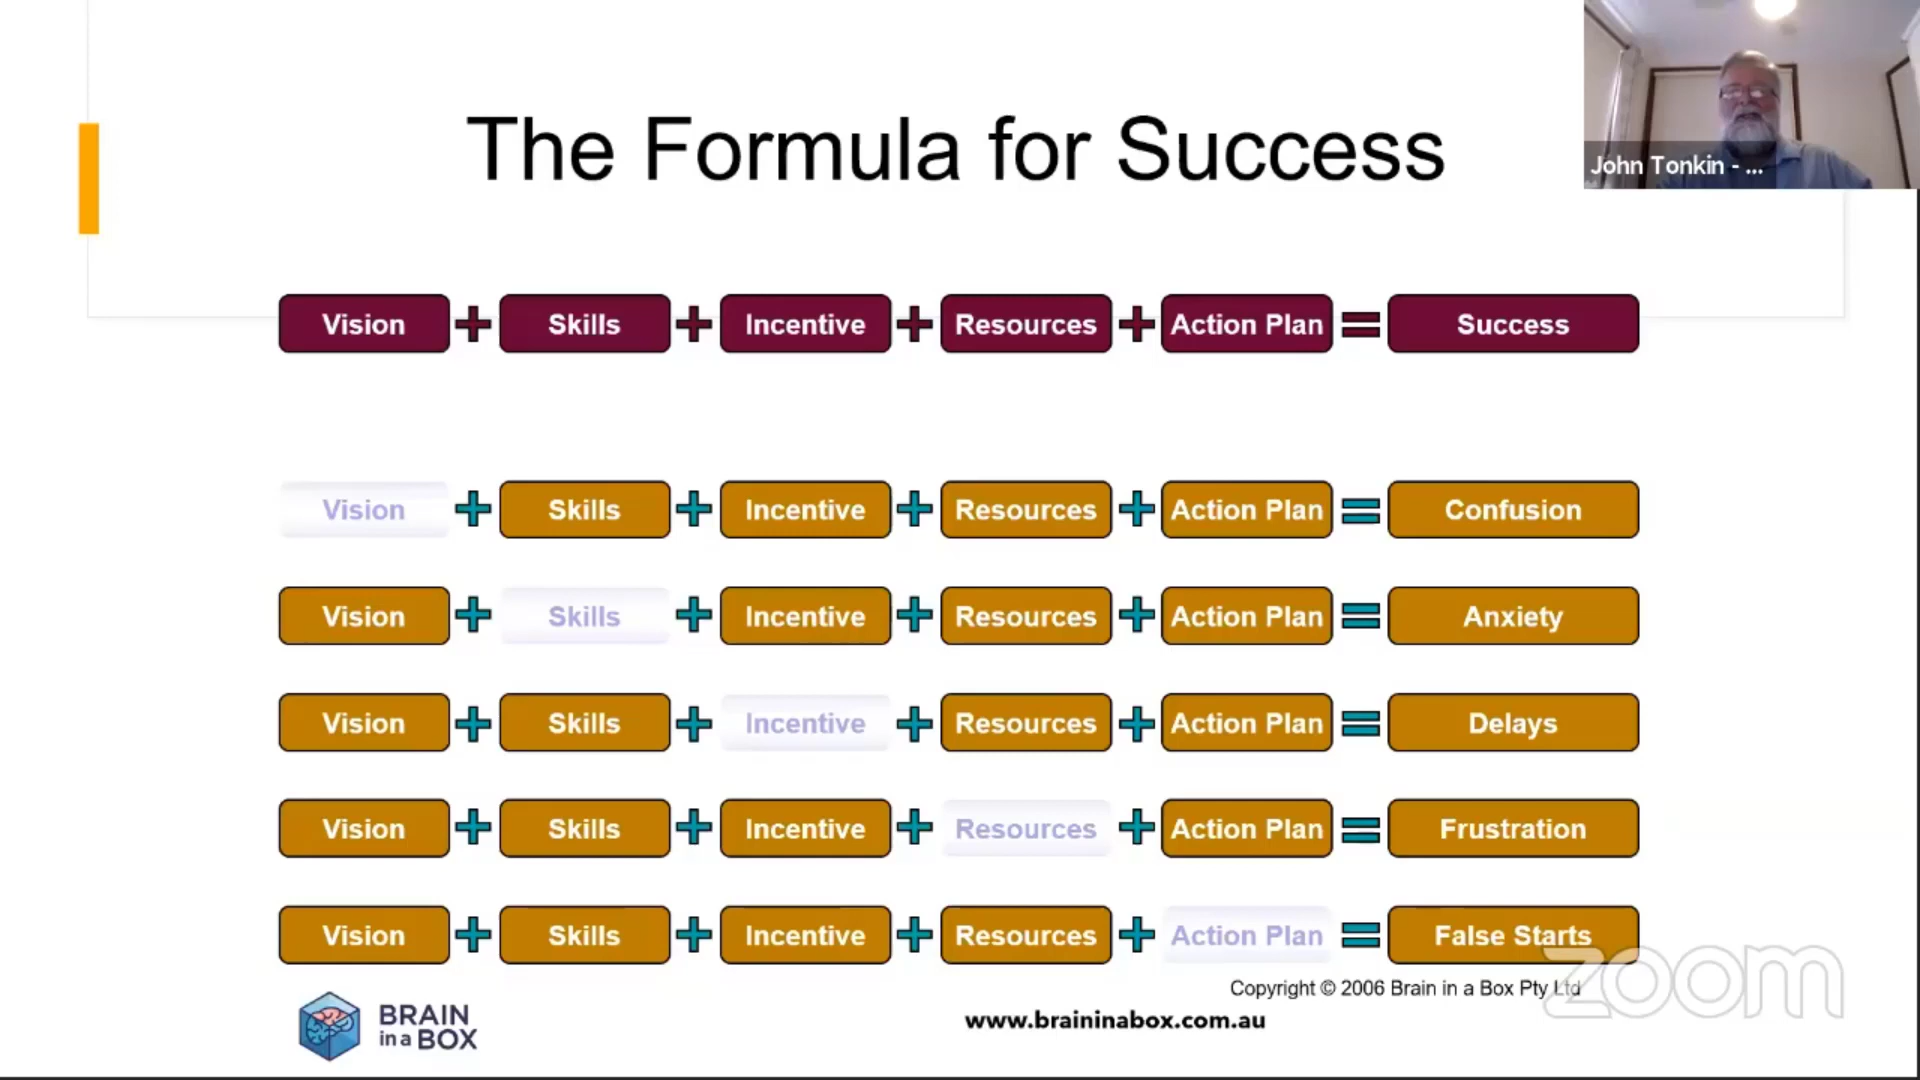 The Formula for Success
John Tonkin - ...
Vision + Skills + Incentive + Resources + Action Plan = Success
Vision + Skills + Incentive + Resources + Action Plan = Confusion
Vision + Skills + Incentive + Resources + Action Plan = Anxiety
Vision + Skills + Incentive + Resources + Action Plan = Delays
Vision + Skills + Incentive + Resources + Action Plan = Frustration
Vision + Skills + Incentive + Resources + Action Plan = False Starts
Copyright © 2006 Brain in a Box Pty Ltd
zoom
BRAIN
in a BOX
www.braininabox.com.au